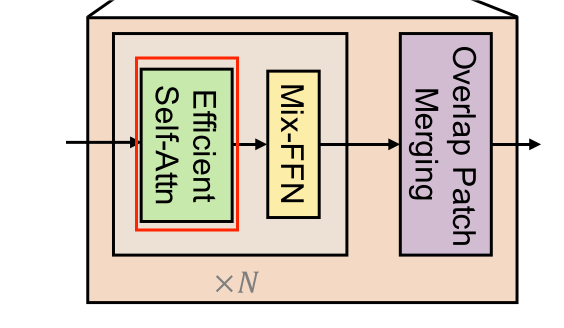 Efficient
Self-Attn
Mix-FFN
Overlap Patch
Merging
×N